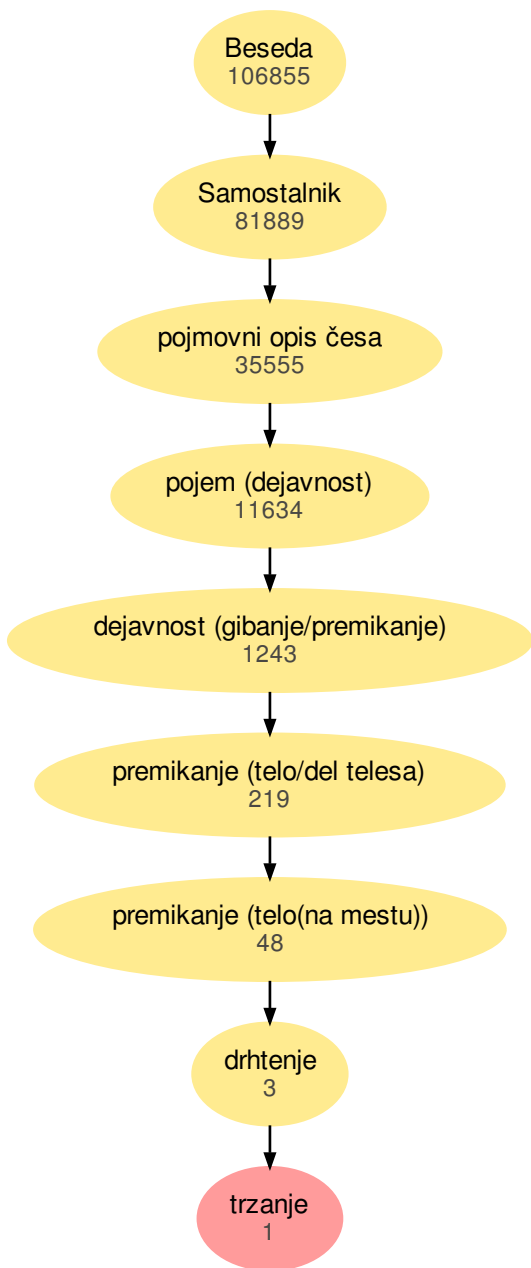 Beseda
106855
Samostalnik
81889
pojmovni opis česa
35555
pojem (dejavnost)
11634
dejavnost (gibanje/premikanje)
1243
premikanje (telo/del telesa)
219
premikanje (telo(na mestu))
48
drhtenje
3
trzanje
1